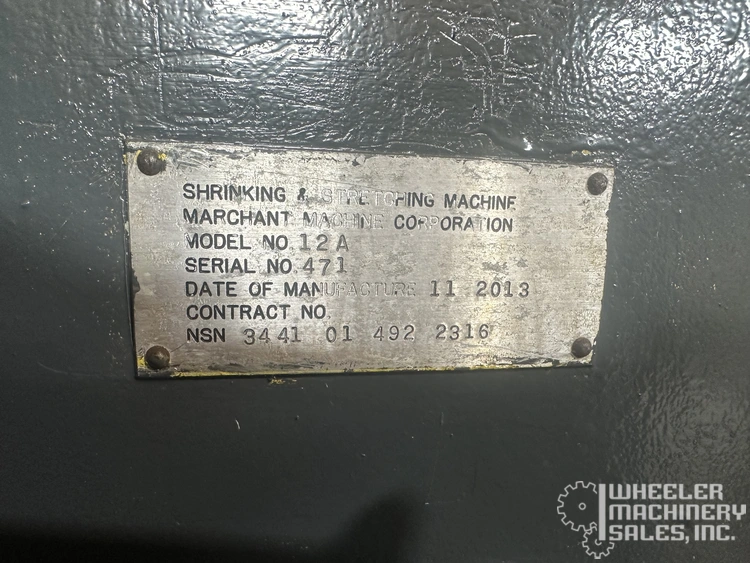 SHRINKING & STRETCHING MACHINE
MARCHANT MACHINE CORPORATION
MODEL NO. 12A
SERIAL NO. 471
DATE OF MANUFACTURE 11 2013
CONTRACT NO.
NSN 3441 01 492 2316
WHEELER
MACHINERY
SALES, INC.